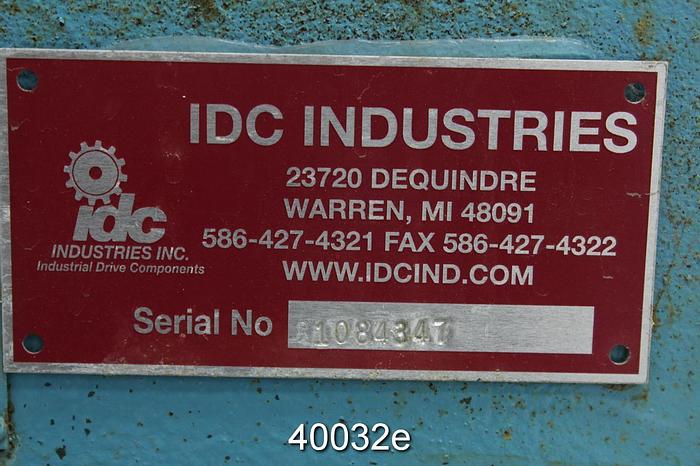 IDC INDUSTRIES
23720 DEQUINDRE
WARREN, MI 48091
586-427-4321 FAX 586-427-4322
WWW.IDCIND.COM
idc
INDUSTRIES INC.
Industrial Drive Components
Serial No 1084347
40032e